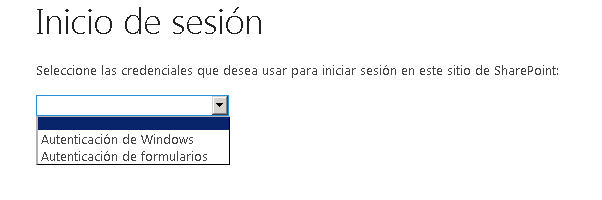 Inicio de sesión
Seleccione las credenciales que desea usar para iniciar sesión en este sitio de SharePoint:
Autenticación de Windows
Autenticación de formularios